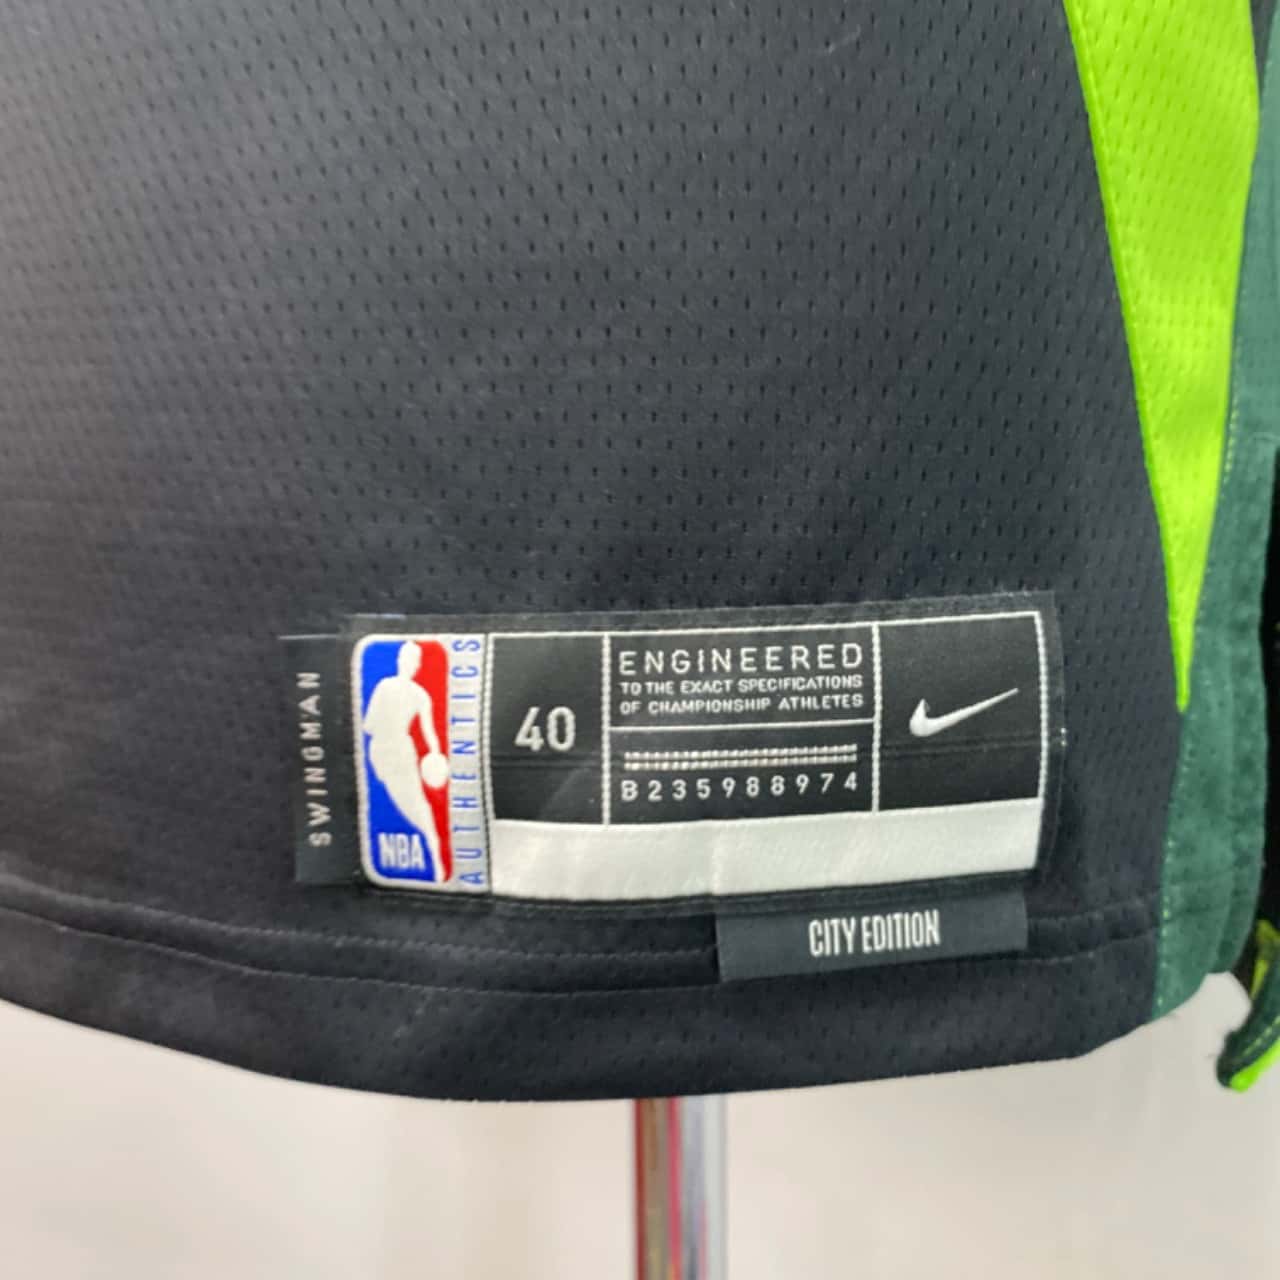 SWINGMAN
NBA
AUTHENTICS
40
ENGINEERED
TO THE EXACT SPECIFICATIONS
OF CHAMPIONSHIP ATHLETES
B235988974
CITY EDITION